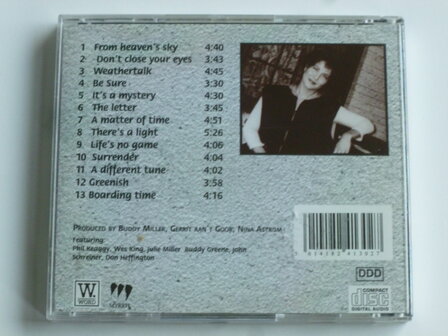 1 From heaven's sky 4:40
2 Don't close your eyes 3:43
3 Weathertalk 4:45
4 Be Sure 4:30
5 It's a mystery 4:30
6 The letter 3:45
7 A matter of time 4:51
8 There's a light 5:26
9 Life's no game 4:06
10 Surrender 4:04
11 A different tune 4:02
12 Greenish 3:58
13 Boarding time 4:16
Produced by Buddy Miller, Gerrit aan't Goor, Nina Åström
Featuring:
Phil Keaggy, Wes King, Julie Miller, Buddy Greene, John
Schreiner, Don Heffington
W.
WORD
DDD
COMPACT
disc
DIGITAL AUDIO